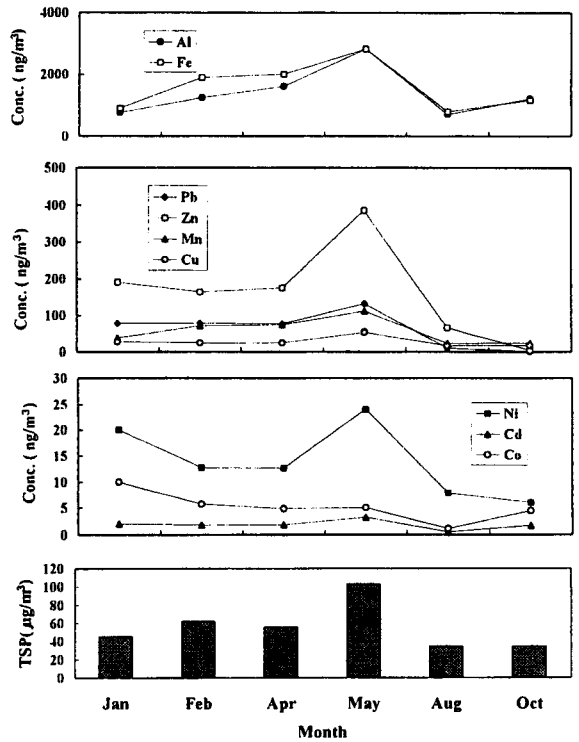 4000
2000
0
Conc. ( ng/m³)
Al
Fe
500
400
300
200
100
0
Conc. ( ng/m³)
Pb
Zn
Mn
Cu
30
25
20
15
10
5
0
Conc. ( ng/m³)
Ni
Cd
Co
120
100
80
60
40
20
0
TSP(μg/m³)
Jan Feb Apr May Aug Oct
Month